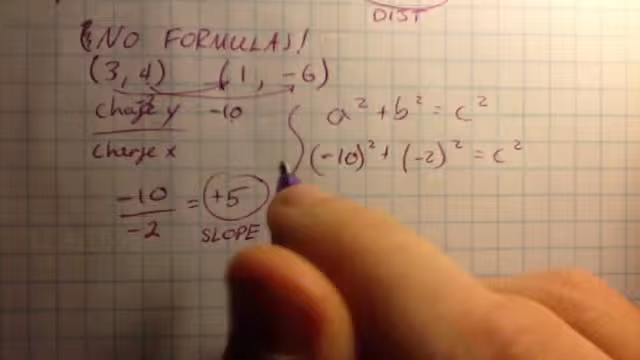 DIST
NO FORMULAS!
(3, 4) (1, -6)
Change y -10
-2
Change x
-10/-2 = +5
SLOPE
a² + b² = c²
(-10)² + (-2)² = c²